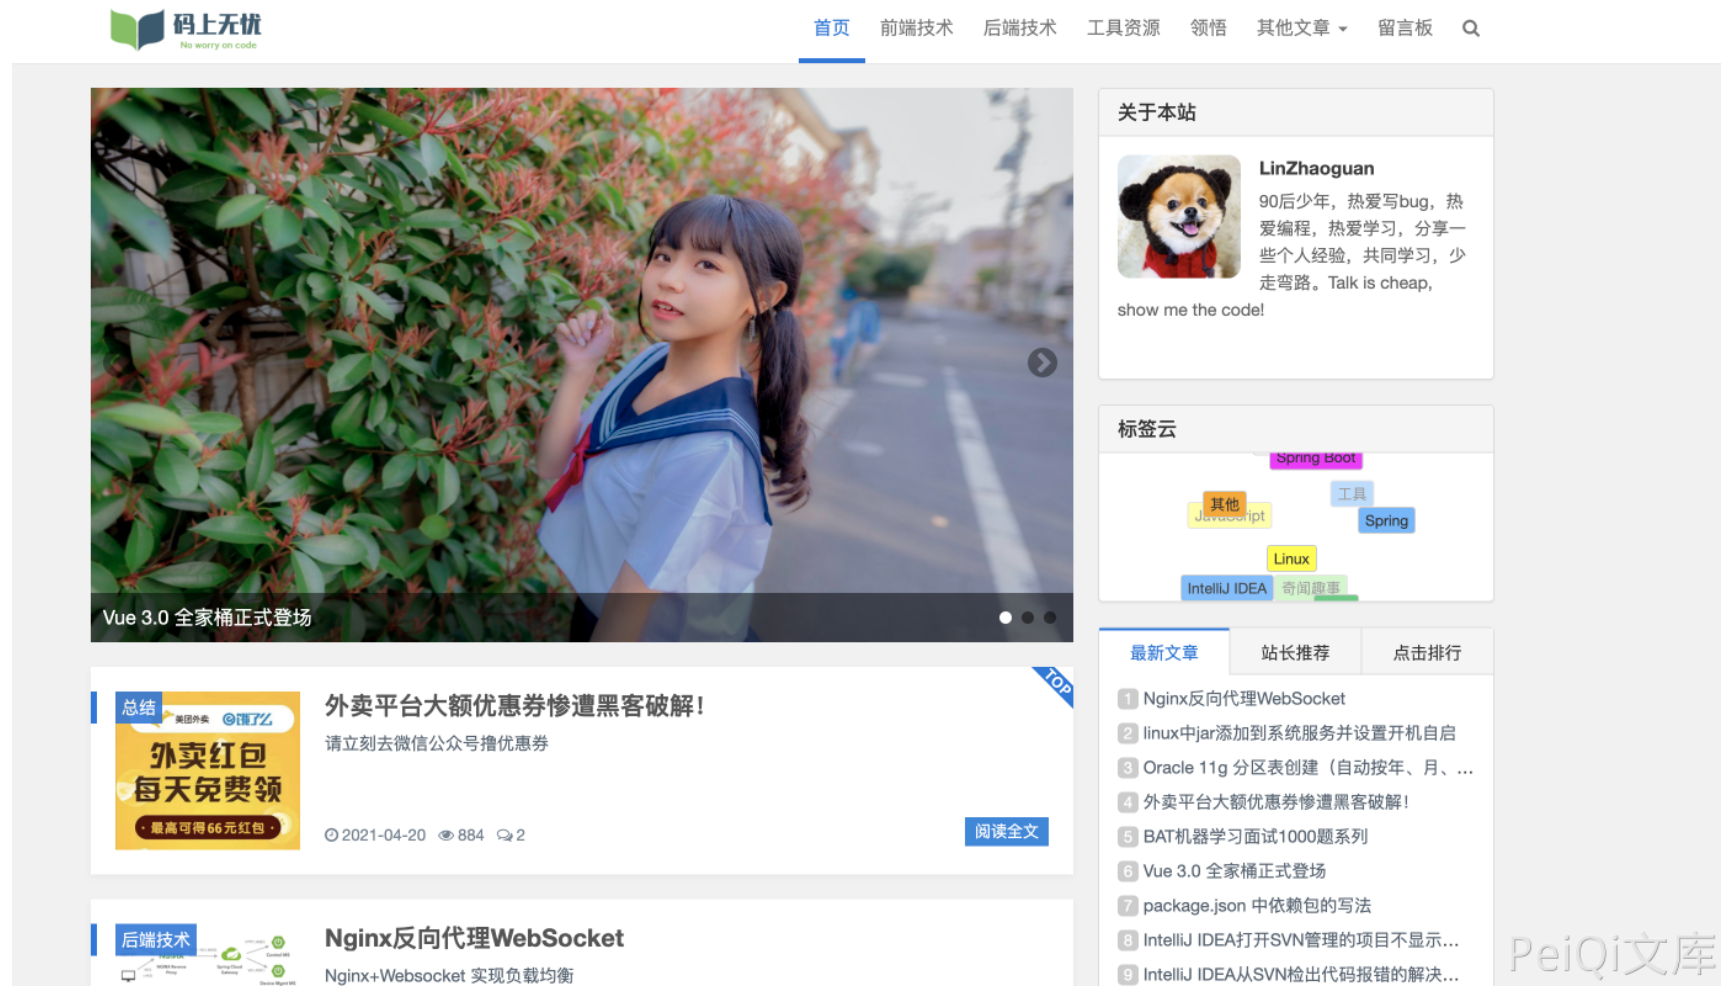 码上无忧
No worry on code
首页 前端技术 后端技术 工具资源 领悟 其他文章 留言板
Vue 3.0 全家桶正式登场
关于本站
LinZhaoguan
90后少年，热爱写bug，热
爱编程，热爱学习，分享一
些个人经验，共同学习，少
走弯路。Talk is cheap,
show me the code!
标签云
Spring Boot
工具
其他
JavaScript
Spring
Linux
IntelliJ IDEA
奇闻趣事
最新文章 站长推荐 点击排行
1 Nginx反向代理WebSocket
2 linux中jar添加到系统服务并设置开机自启
3 Oracle 11g 分区表创建（自动按年、月、...
4 外卖平台大额优惠券惨遭黑客破解！
5 BAT机器学习面试1000题系列
6 Vue 3.0 全家桶正式登场
7 package.json 中依赖包的写法
8 IntelliJ IDEA打开SVN管理的项目不显示...
9 IntelliJ IDEA从SVN检出代码报错的解决...
TOP
总结
美团外卖 饿了么
外卖红包
每天免费领
·最高可得66元红包·
外卖平台大额优惠券惨遭黑客破解！
请立刻去微信公众号撸优惠券
2021-04-20 884 2
阅读全文
后端技术
Nginx反向代理WebSocket
Nginx+Websocket 实现负载均衡
PeiQi文库